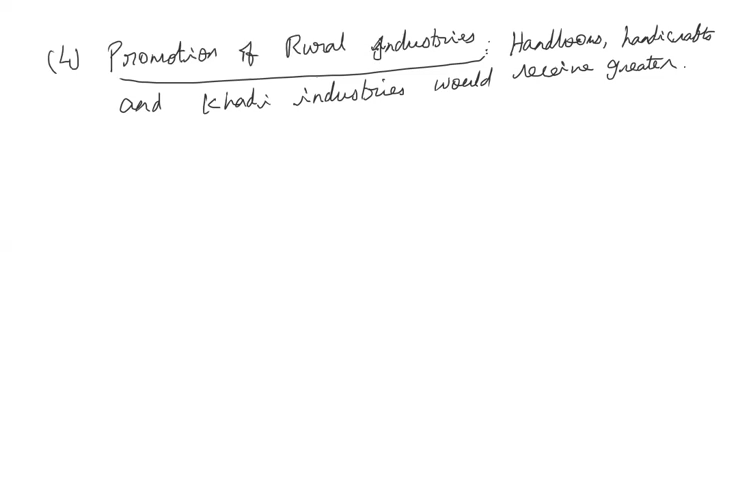 (4) Promotion of Rural Industries: Handlooms, handicrafts
and Khadi industries would receive greater.